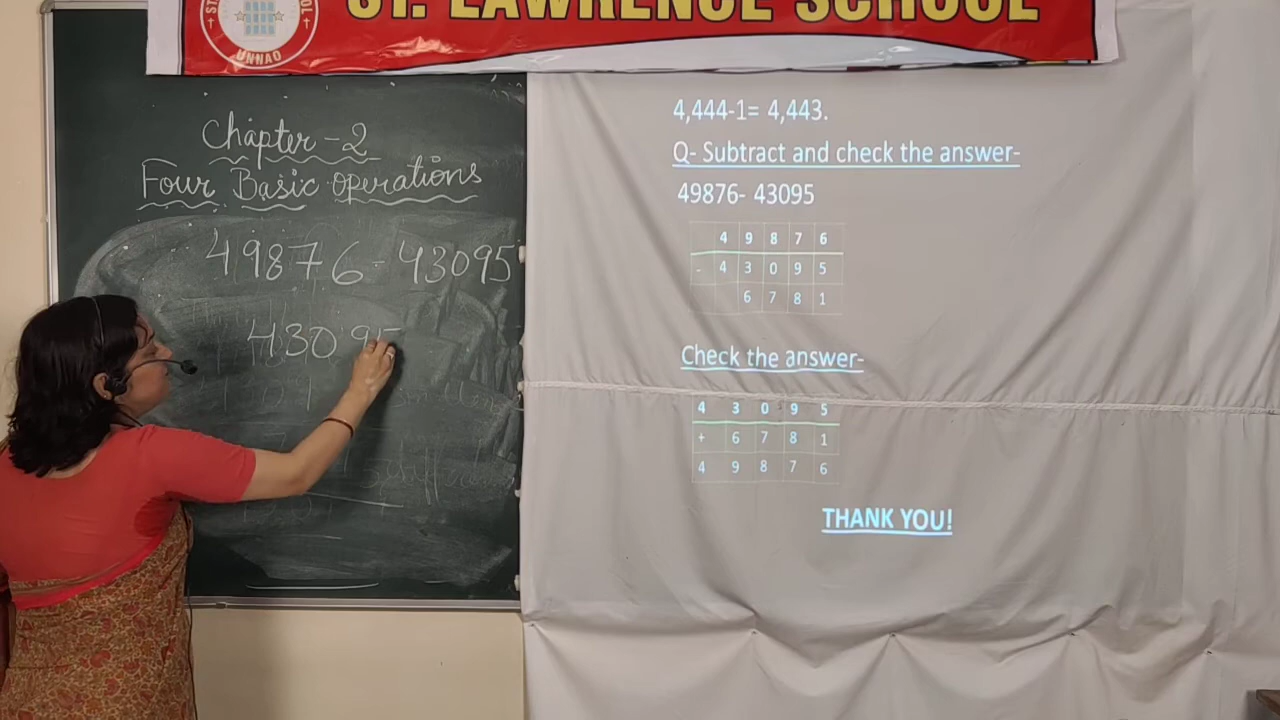 ST. LAWRENCE SCHOOL
UNNAO
Chapter - 2
Four Basic operations
49876 - 43095
4309
4,444-1= 4,443.
Q- Subtract and check the answer-
49876- 43095
4 9 8 7 6
- 4 3 0 9 5
6 7 8 1
Check the answer-
4 3 0 9 5
+ 6 7 8 1
4 9 8 7 6
THANK YOU!